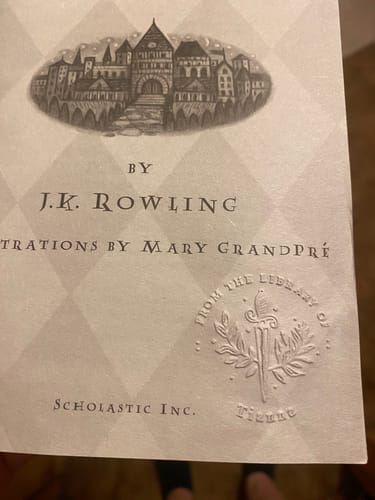 BY
J.K. ROWLING
TRATIONS BY MARY GRANDPRÉ
FROM THE LIBRARY OF
SCHOLASTIC INC.